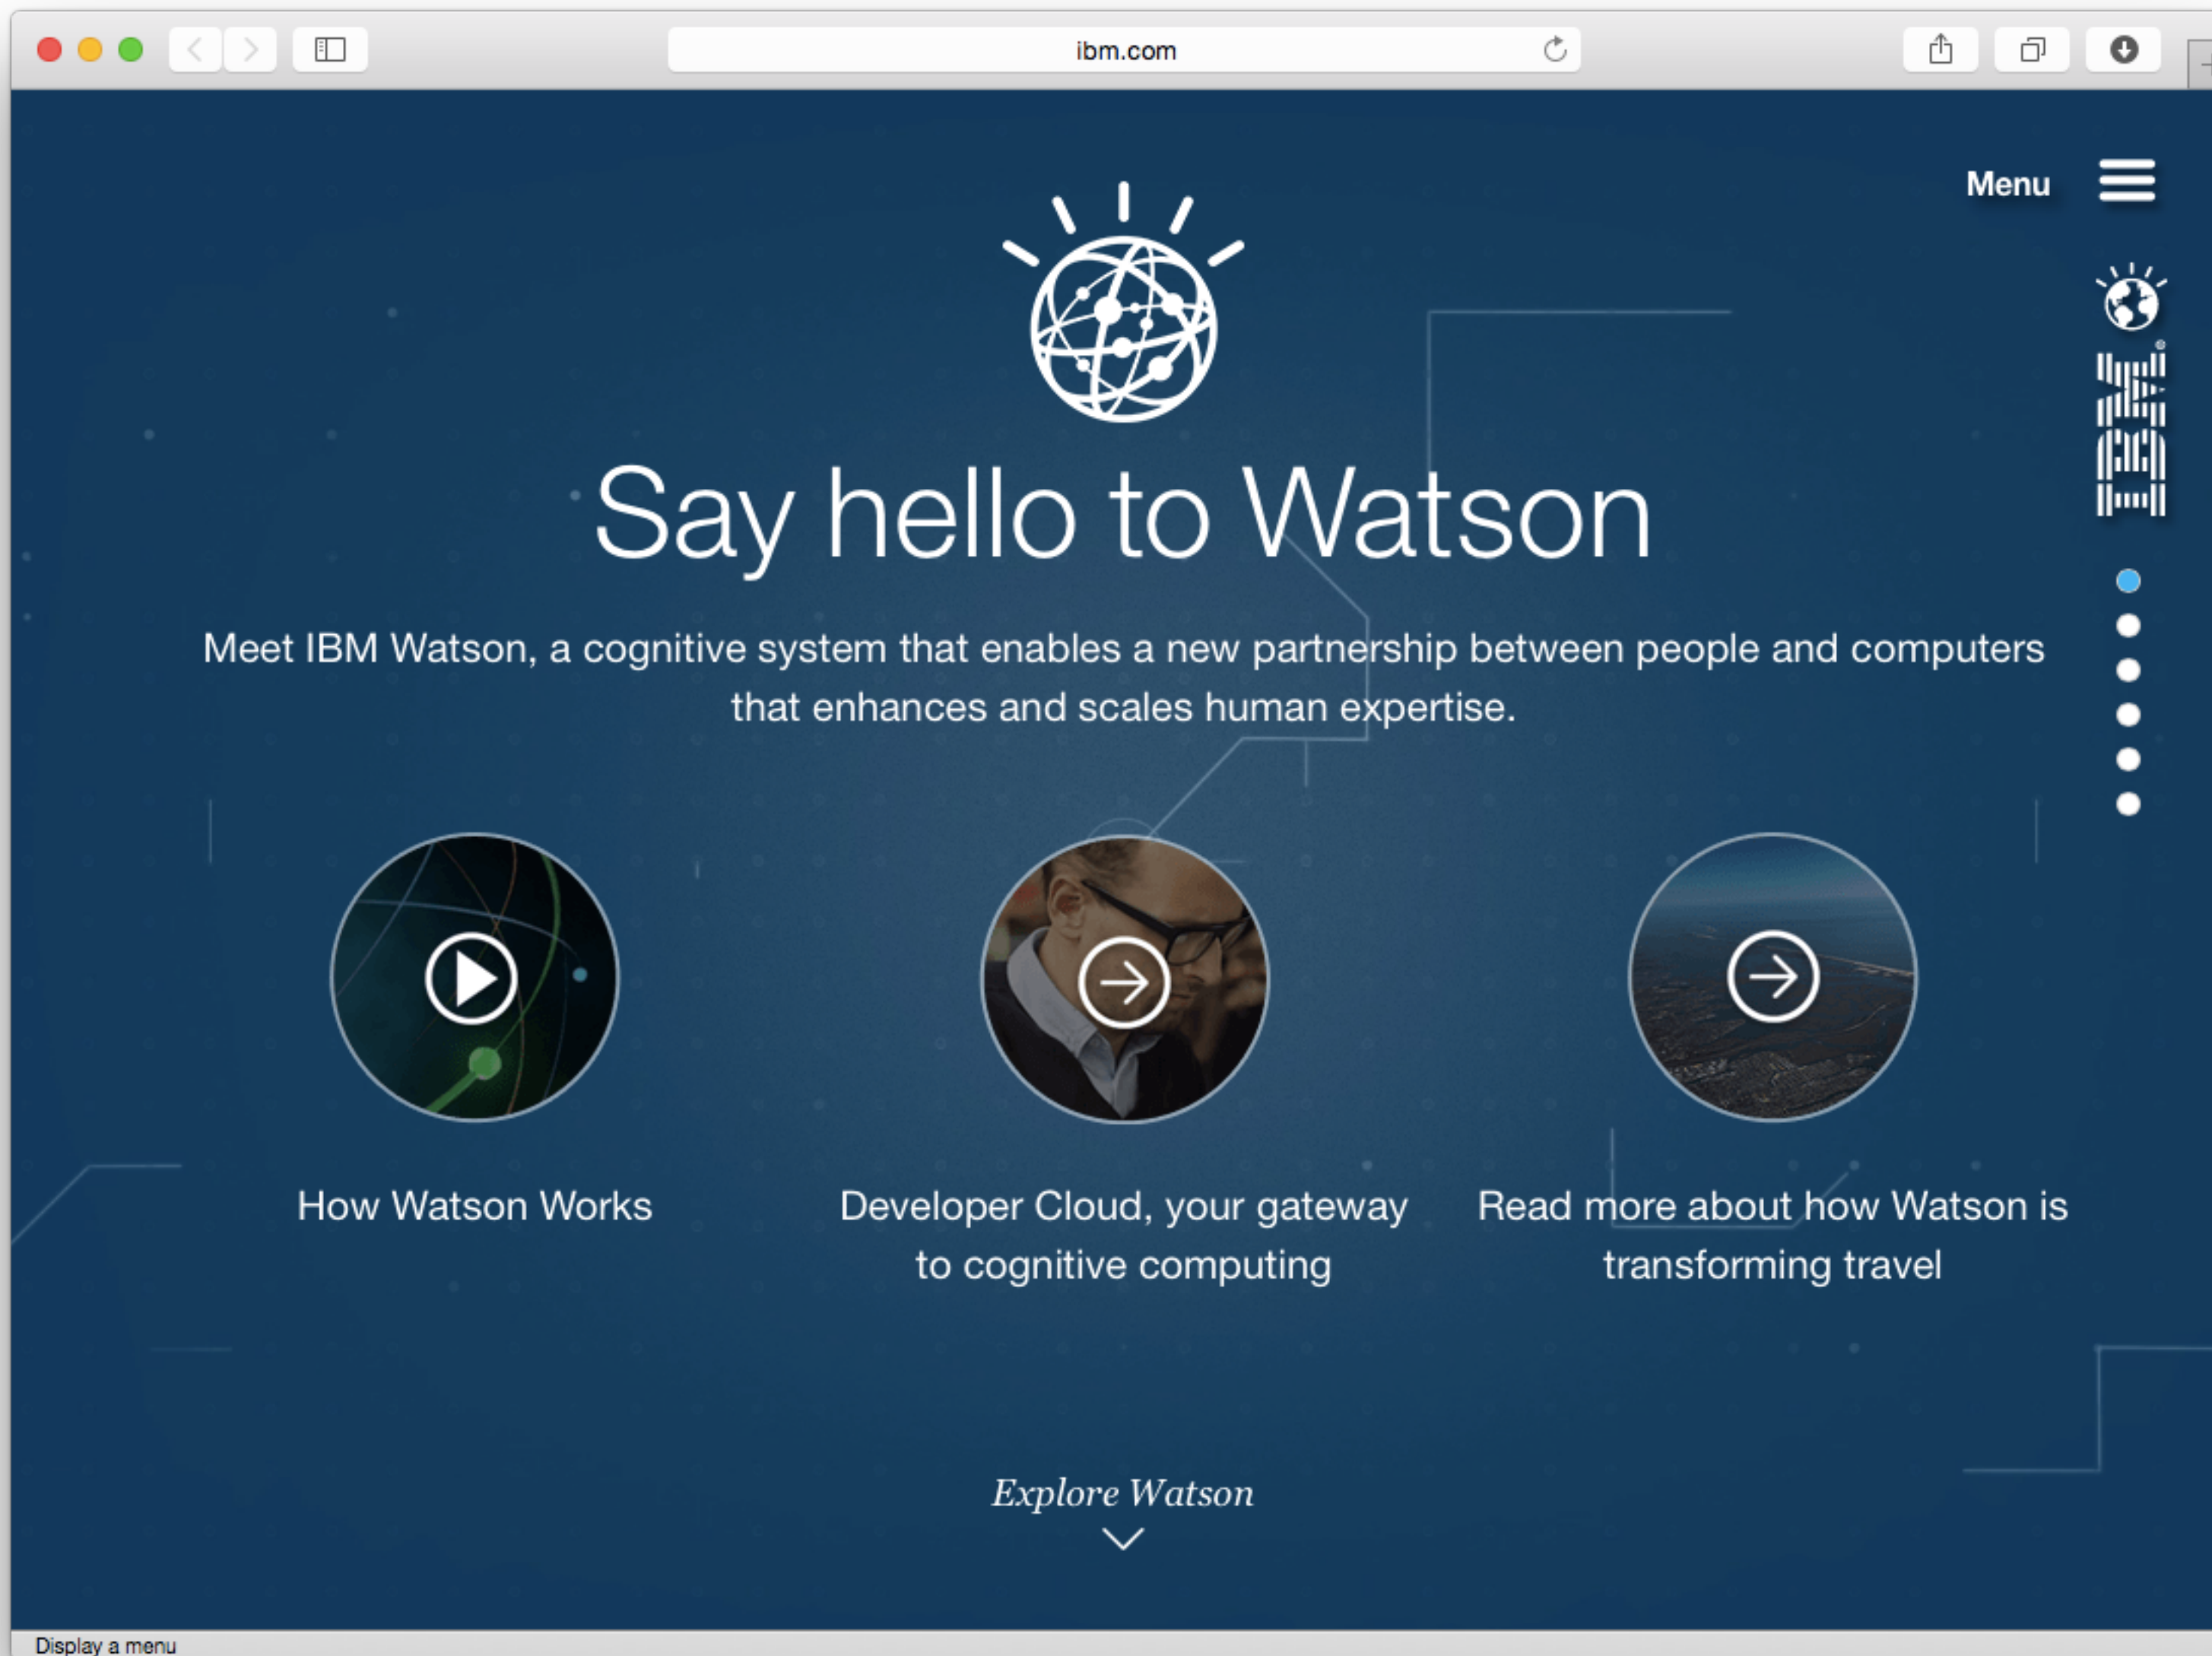 ibm.com
Menu
IBM®
Say hello to Watson
Meet IBM Watson, a cognitive system that enables a new partnership between people and computers
that enhances and scales human expertise.
How Watson Works
Developer Cloud, your gateway
to cognitive computing
Read more about how Watson is
transforming travel
Explore Watson
Display a menu